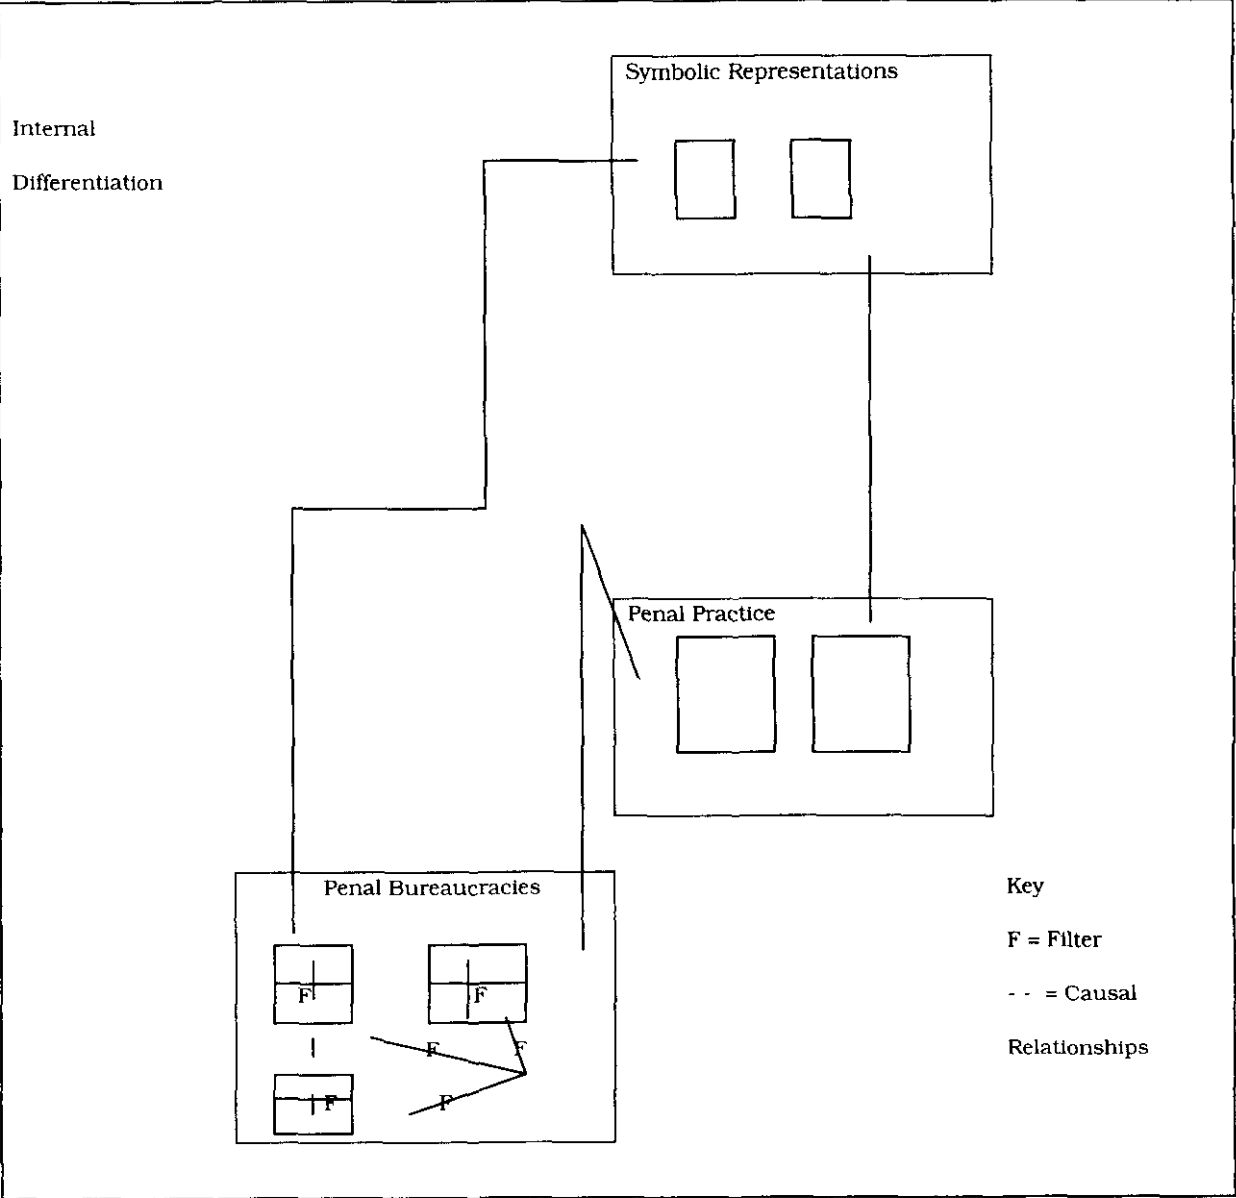 Symbolic Representations
Internal
Differentiation
Penal Practice
Penal Bureaucracies
F
F
F
F
F
F
Key
F = Filter
- - = Causal
Relationships